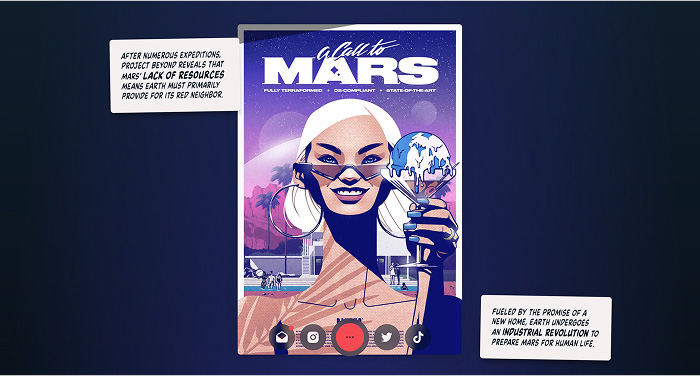 AFTER NUMEROUS EXPEDITIONS,
PROJECT BEYOND REVEALS THAT
MARS' LACK OF RESOURCES
MEANS EARTH MUST PRIMARILY
PROVIDE FOR ITS RED NEIGHBOR.
a Call to
MARS
FULLY TERRAFORMED + O2-COMPLIANT + STATE-OF-THE-ART
FUELED BY THE PROMISE OF A
NEW HOME, EARTH UNDERGOES
AN INDUSTRIAL REVOLUTION TO
PREPARE MARS FOR HUMAN LIFE.